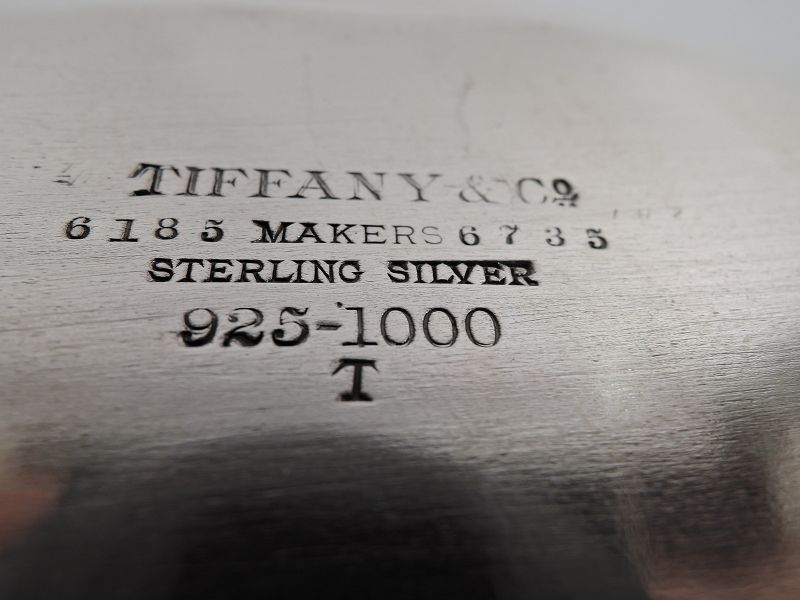 TIFFANY & Co.
6185 MAKERS 6735
STERLING SILVER
925-1000
T